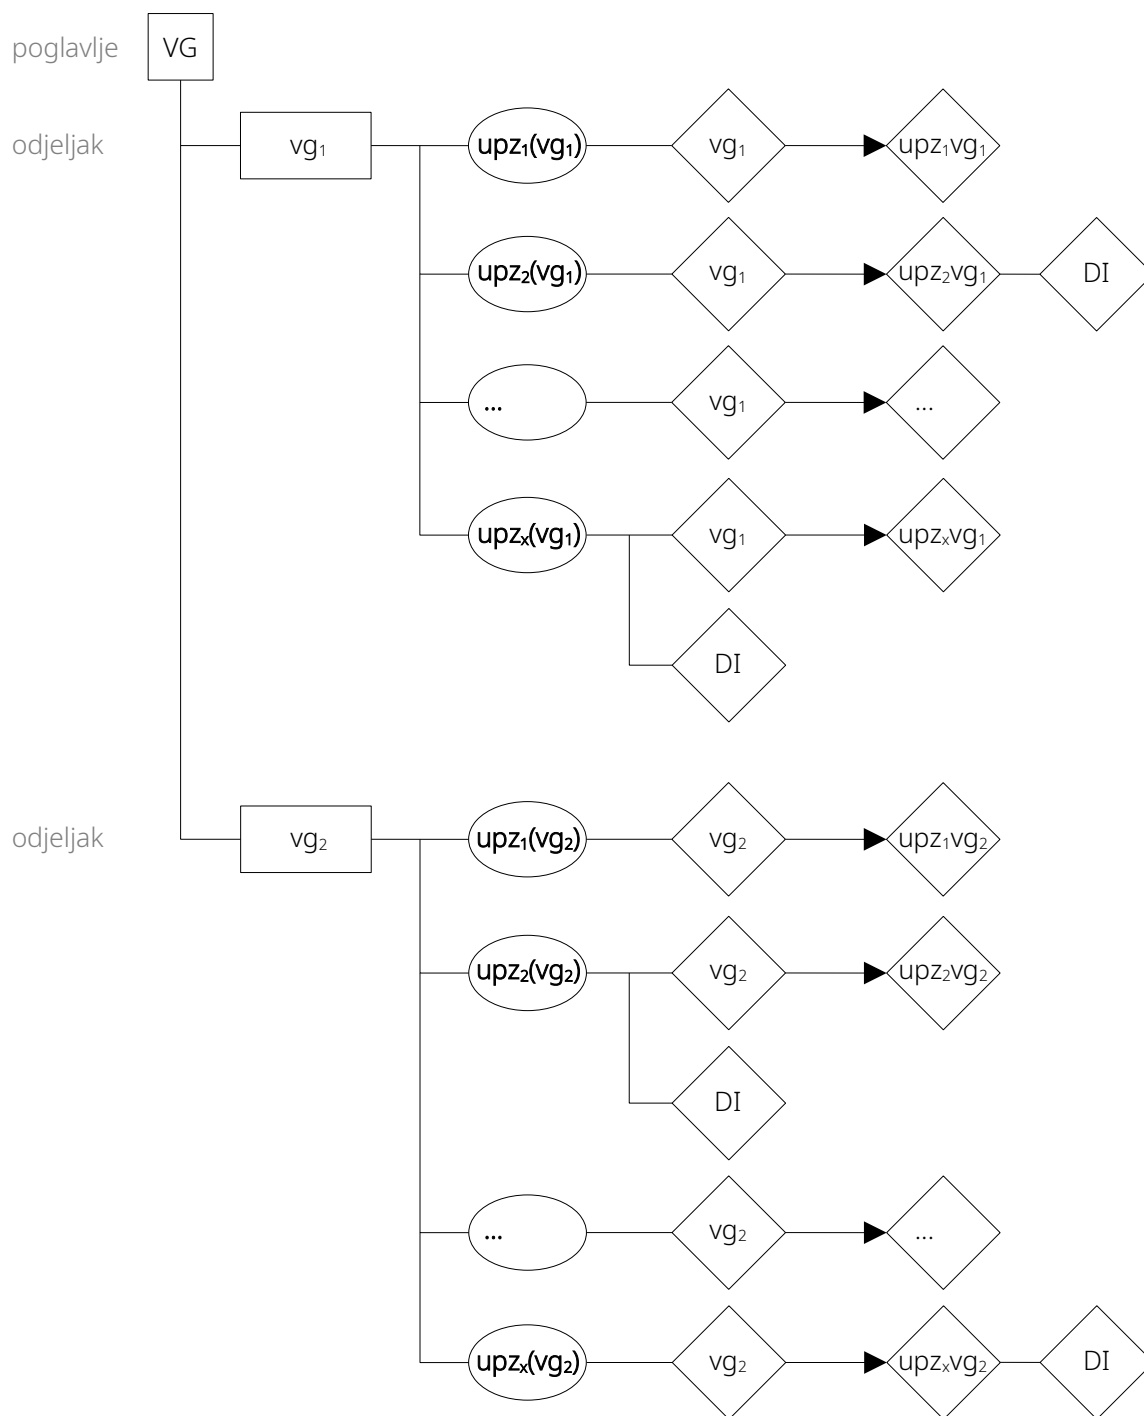 poglavlje VG
odjeljak vg₁ upz₁(vg₁) vg₁ upz₁vg₁
upz₂(vg₁) vg₁ upz₂vg₁ DI
... vg₁ ...
upzₓ(vg₁) vg₁ upzₓvg₁
DI
odjeljak vg₂ upz₁(vg₂) vg₂ upz₁vg₂
upz₂(vg₂) vg₂ upz₂vg₂
DI
... vg₂ ...
upzₓ(vg₂) vg₂ upzₓvg₂ DI